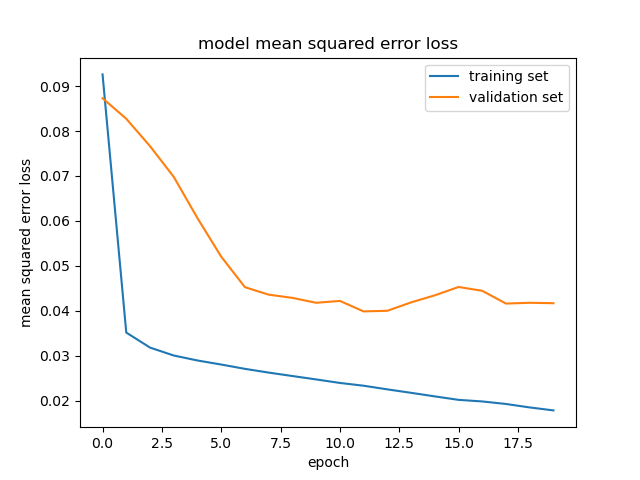 model mean squared error loss
training set
validation set
0.09
0.08
0.07
0.06
0.05
0.04
0.03
0.02
mean squared error loss
0.0 2.5 5.0 7.5 10.0 12.5 15.0 17.5
epoch